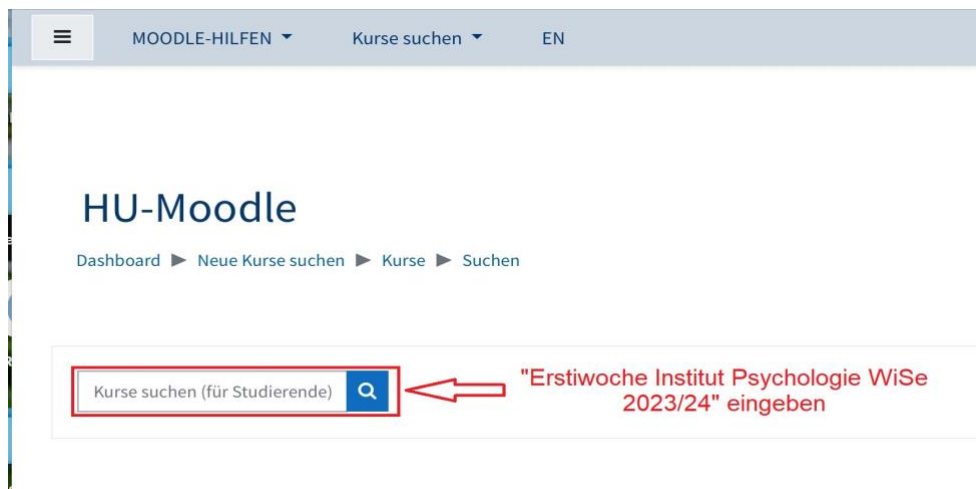 MOODLE-HILFEN Kurse suchen EN
HU-Moodle
Dashboard ▶ Neue Kurse suchen ▶ Kurse ▶ Suchen
Kurse suchen (für Studierende)
"Erstiwoche Institut Psychologie WiSe
2023/24" eingeben